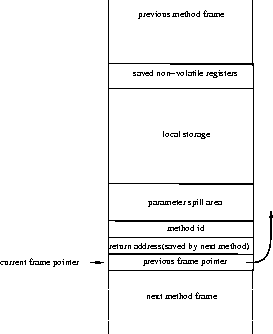 previous method frame
saved non-volatile registers
local storage
parameter spill area
method id
return address(saved by next method)
current frame pointer
previous frame pointer
next method frame